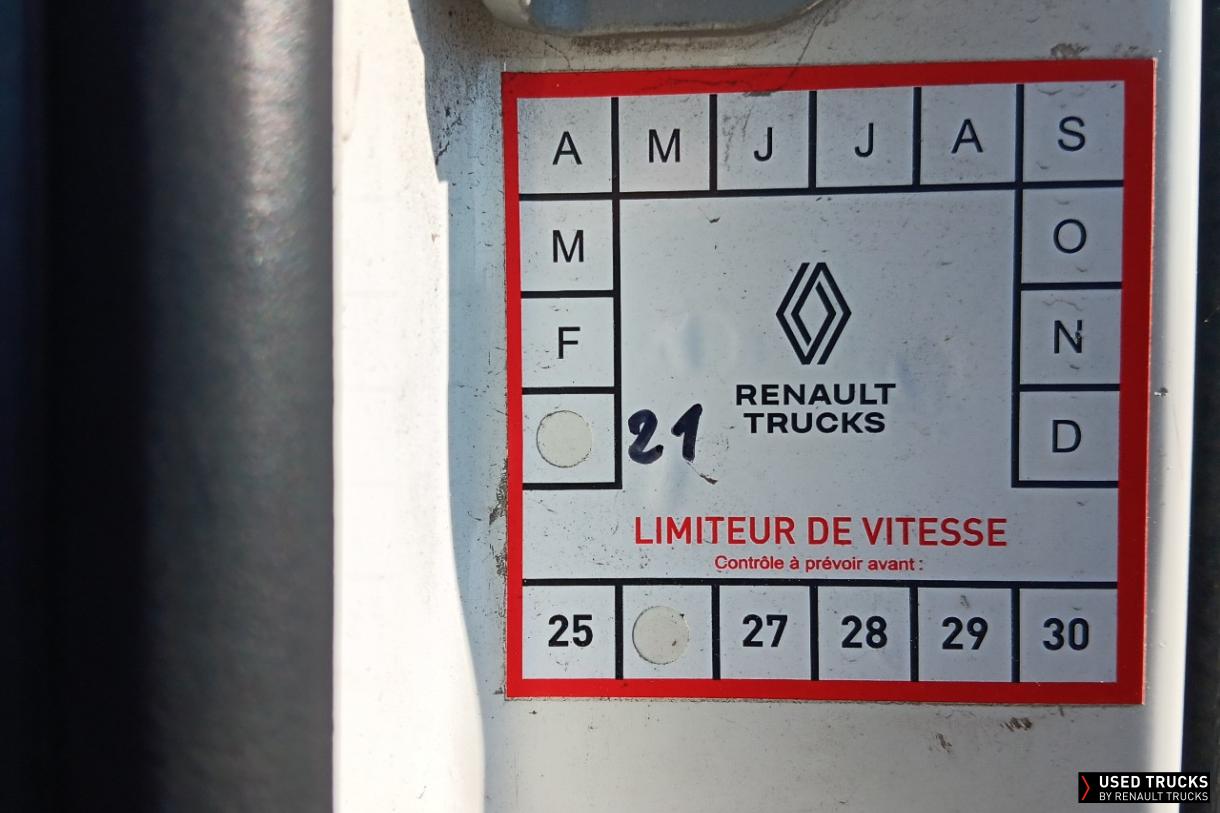 A M J J A S
M O
F N
D
21
RENAULT
TRUCKS
LIMITEUR DE VITESSE
Contrôle à prévoir avant :
25 27 28 29 30
USED TRUCKS
BY RENAULT TRUCKS